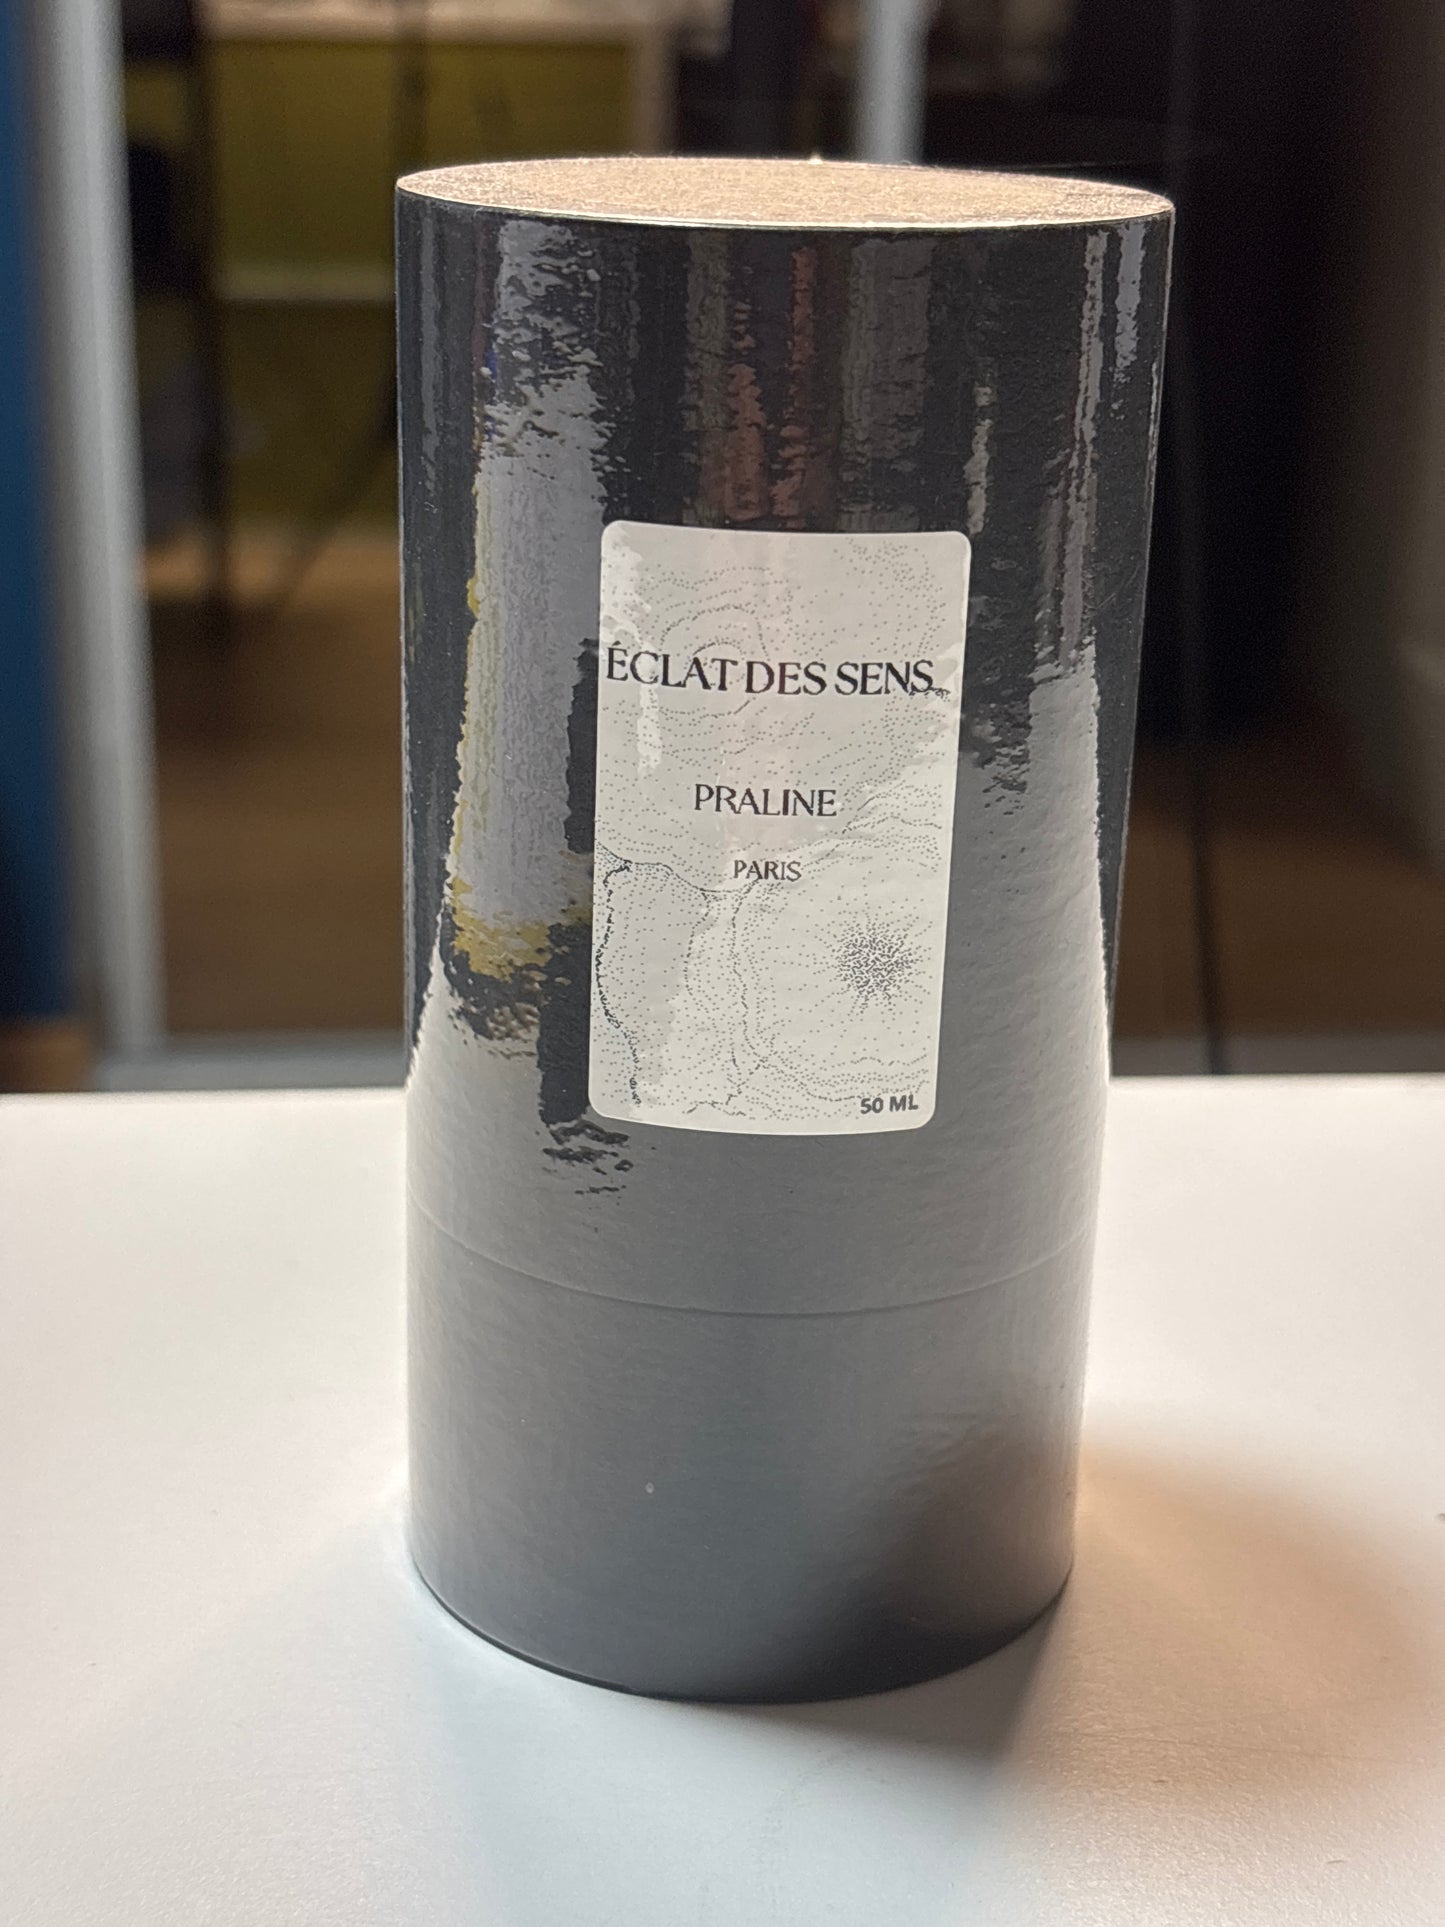 ÉCLAT DES SENS
PRALINE
PARIS
50 ML